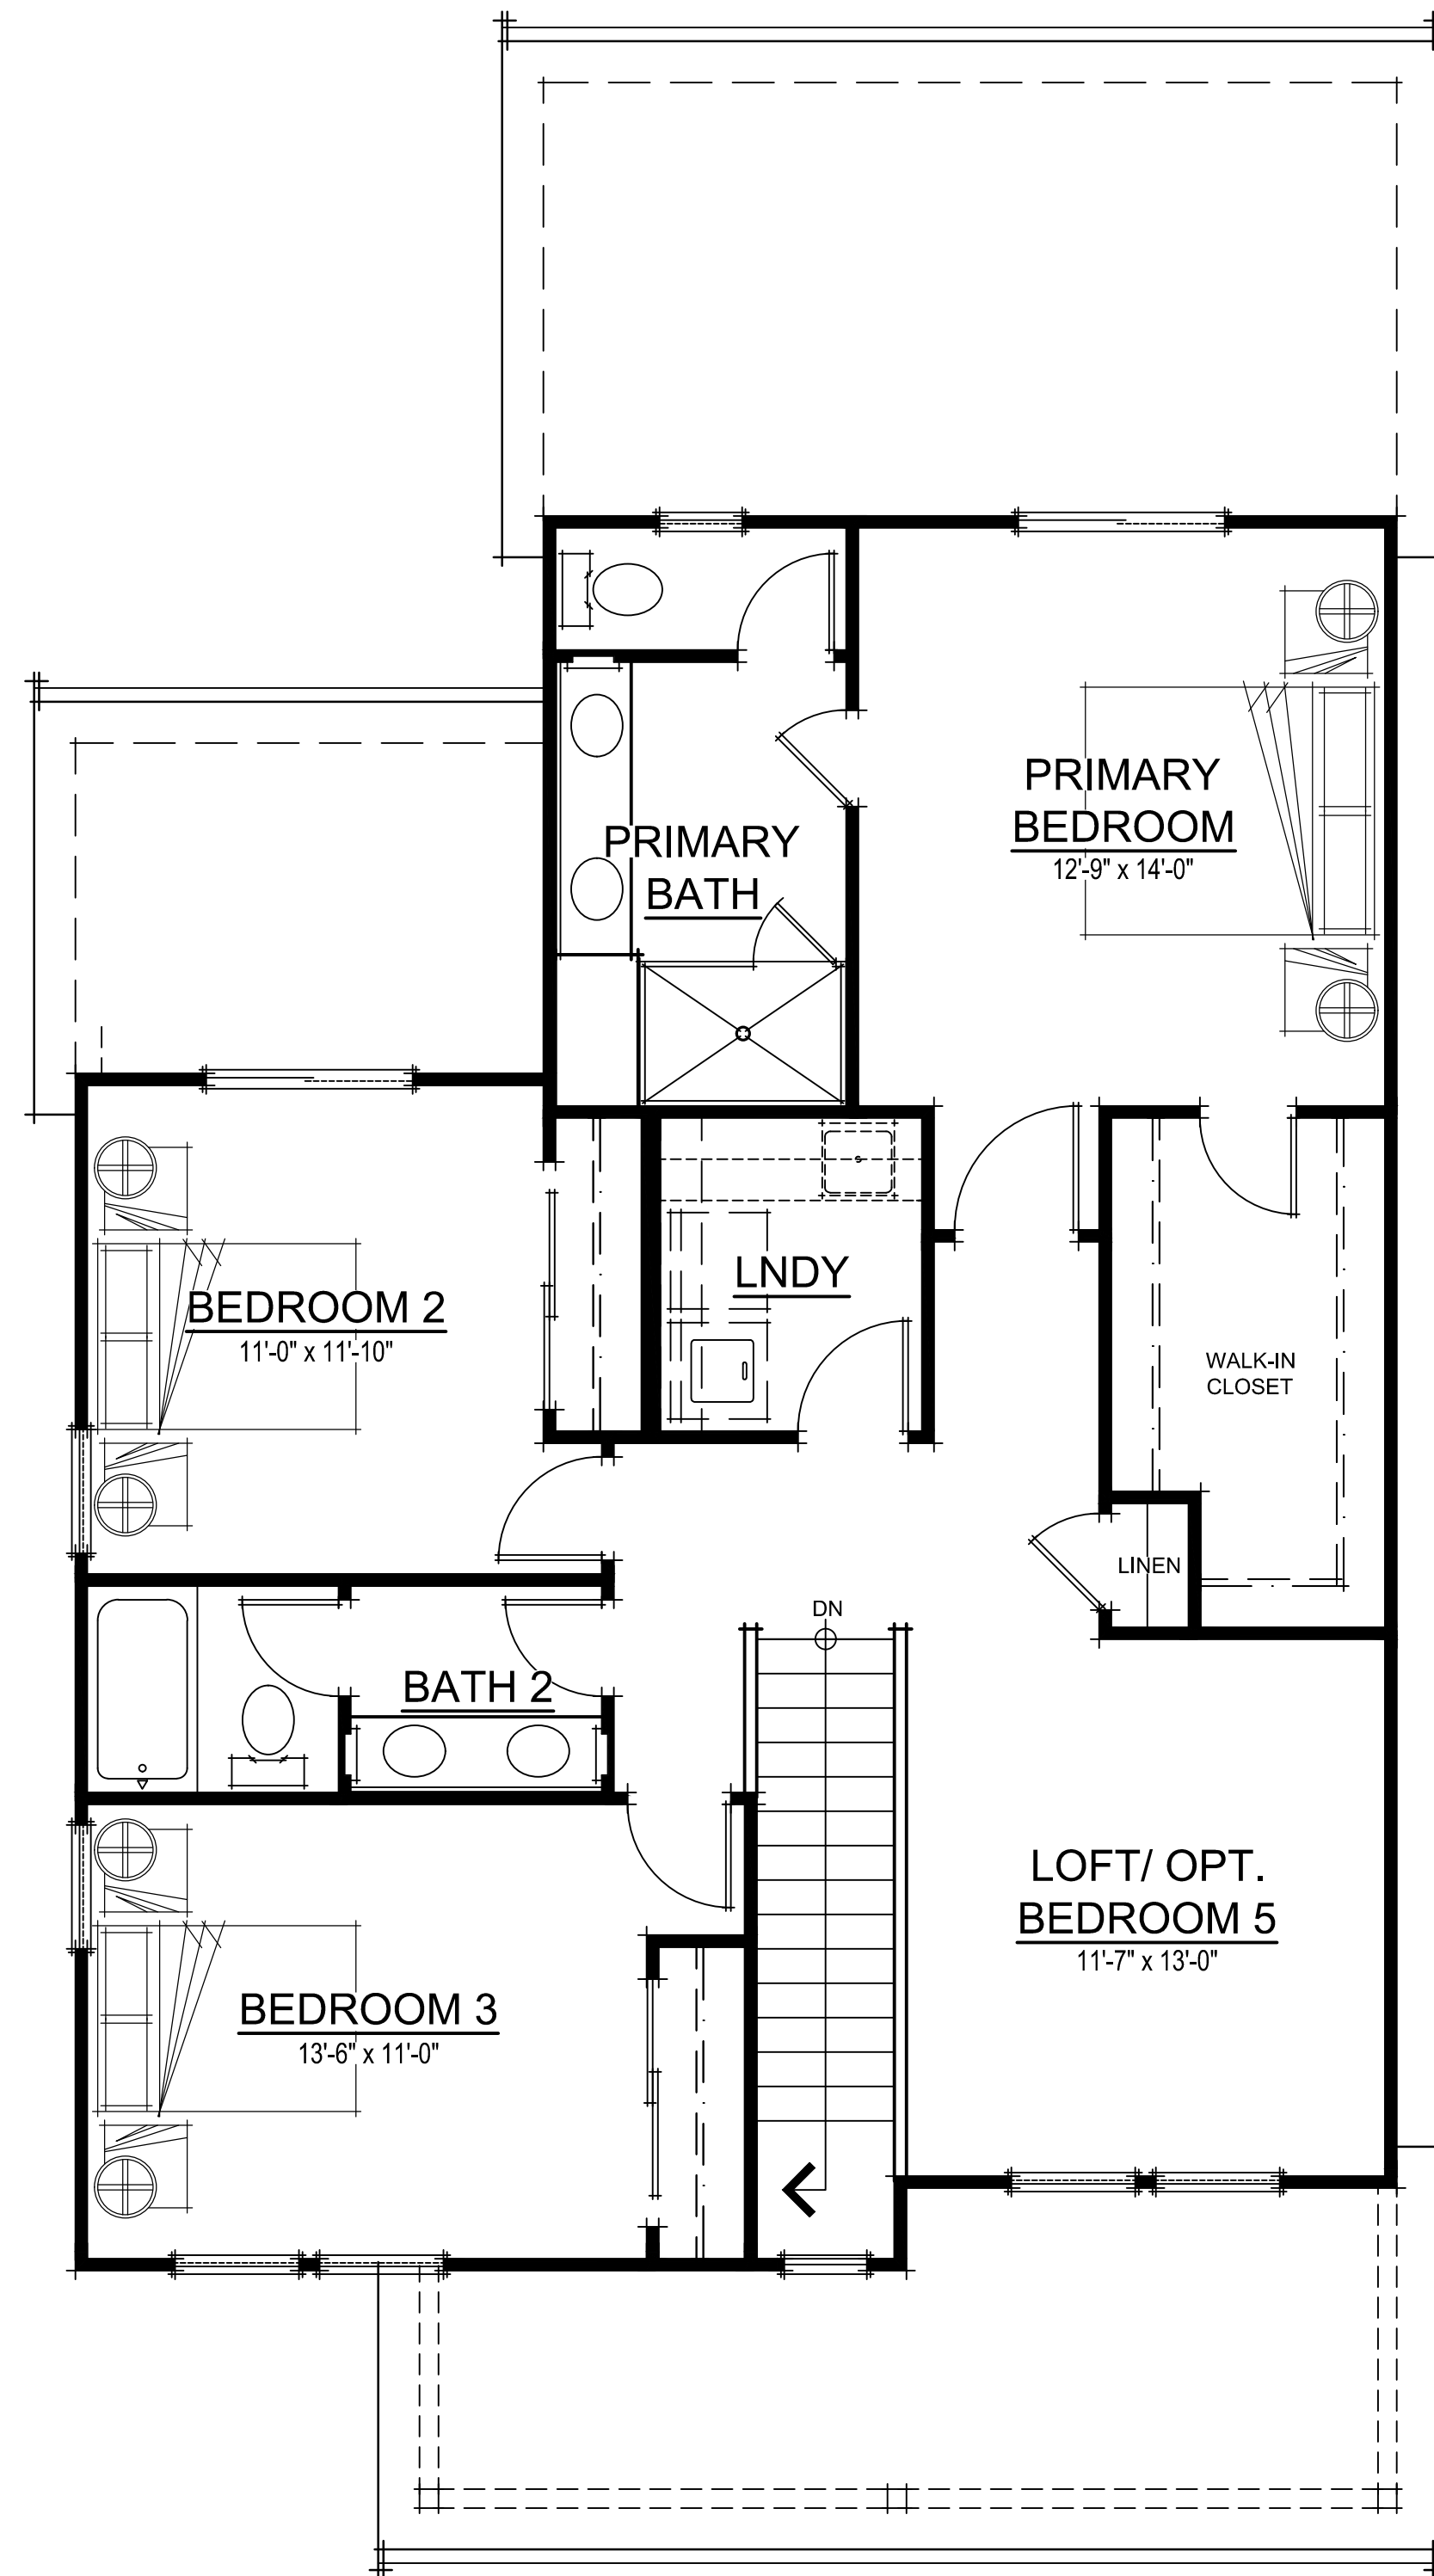 PRIMARY
BEDROOM
12'-9" x 14'-0"
PRIMARY
BATH
LNDY
BEDROOM 2
11'-0" x 11'-10"
WALK-IN
CLOSET
LINEN
DN
BATH 2
LOFT/ OPT.
BEDROOM 5
11'-7" x 13'-0"
BEDROOM 3
13'-6" x 11'-0"